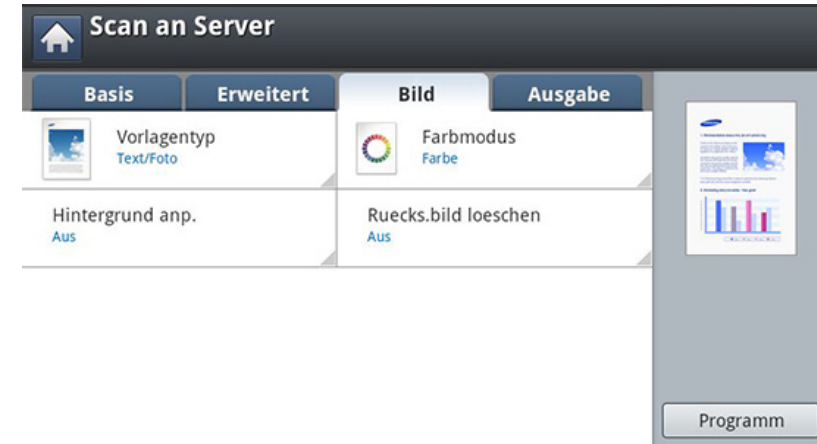 Scan an Server
Basis
Erweitert
Bild
Ausgabe
Vorlagentyp
Text/Foto
Farbmodus
Farbe
Hintergrund anp.
Aus
Ruecks.bild loeschen
Aus
Programm